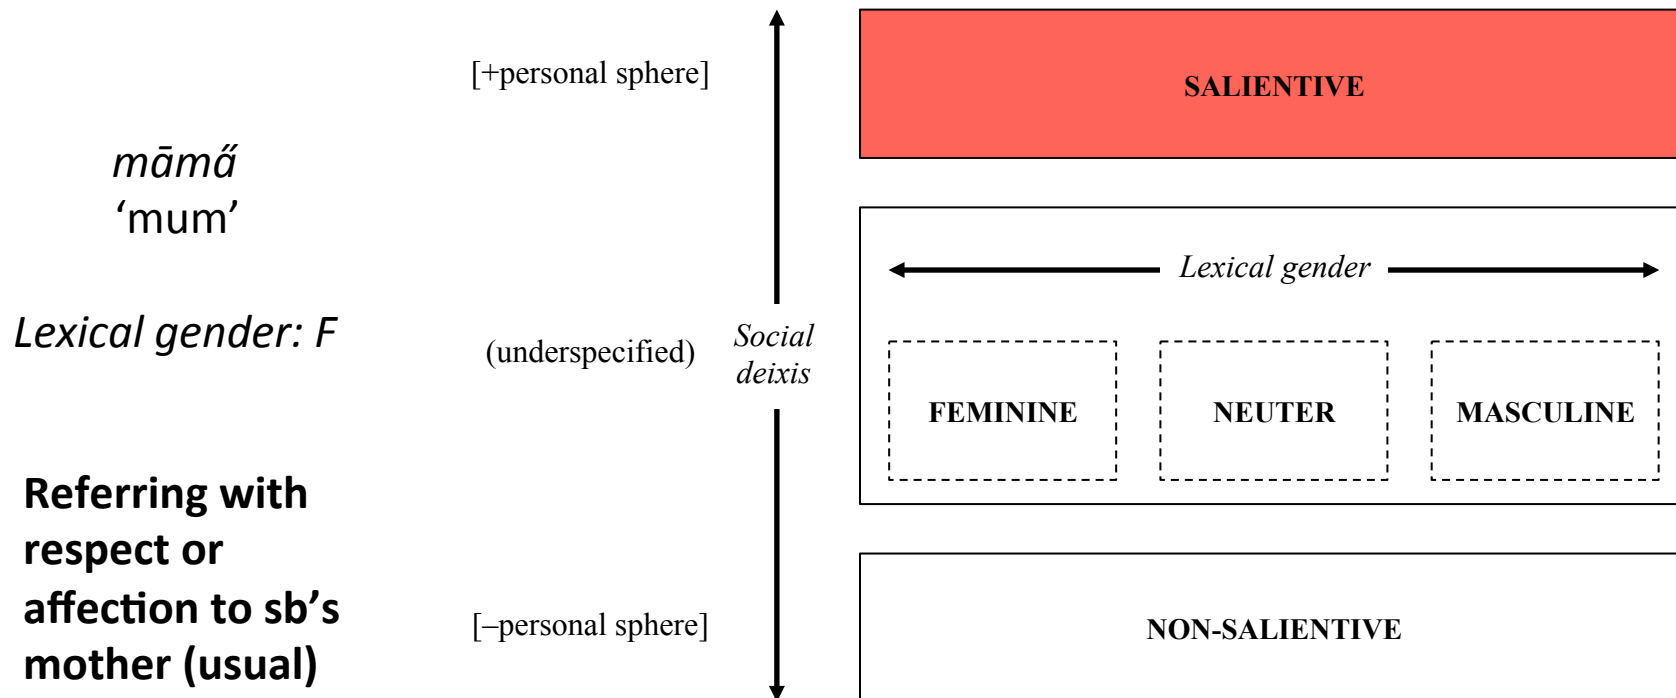 māmá̋
‘mum’
Lexical gender: F
Referring with
respect or
affection to sb’s
mother (usual)
[+personal sphere]
(underspecified)
[–personal sphere]
Social
deixis
SALIENTIVE
Lexical gender
FEMININE
NEUTER
MASCULINE
NON-SALIENTIVE